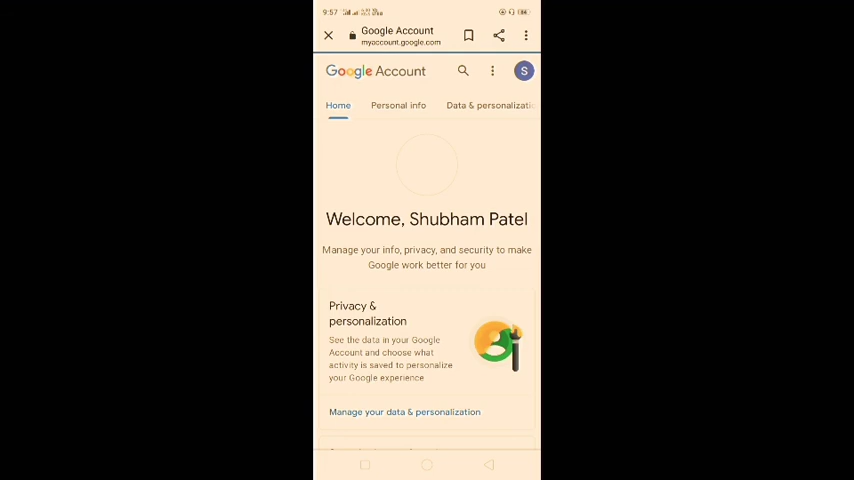 9:57
Google Account
myaccount.google.com
Google Account
S
Home Personal info Data & personalizatio
Welcome, Shubham Patel
Manage your info, privacy, and security to make
Google work better for you
Privacy &
personalization
See the data in your Google
Account and choose what
activity is saved to personalize
your Google experience
Manage your data & personalization